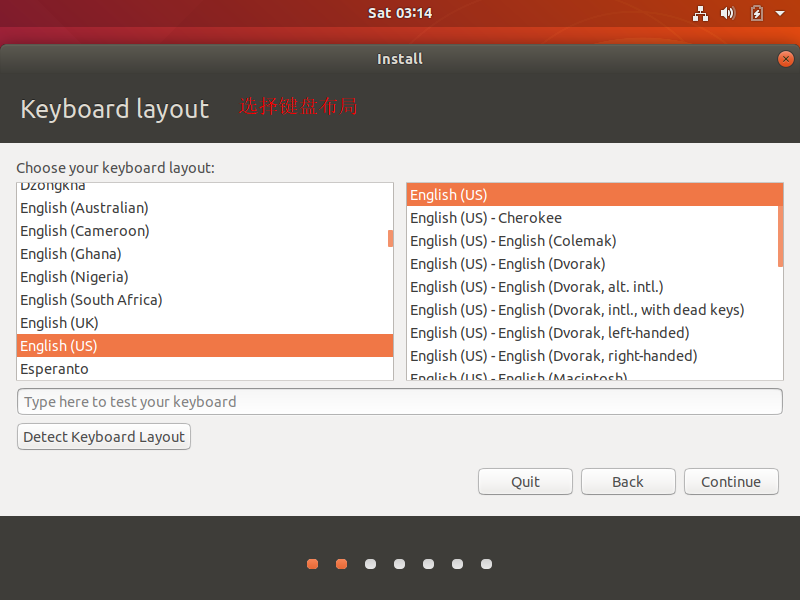 Sat 03:14
Install
Keyboard layout 选择键盘布局
Choose your keyboard layout:
Dzongkha
English (Australian)
English (Cameroon)
English (Ghana)
English (Nigeria)
English (South Africa)
English (UK)
English (US)
Esperanto
English (US)
English (US) - Cherokee
English (US) - English (Colemak)
English (US) - English (Dvorak)
English (US) - English (Dvorak, alt. intl.)
English (US) - English (Dvorak, intl., with dead keys)
English (US) - English (Dvorak, left-handed)
English (US) - English (Dvorak, right-handed)
English (US) - English (Macintosh)
Type here to test your keyboard
Detect Keyboard Layout
Quit
Back
Continue